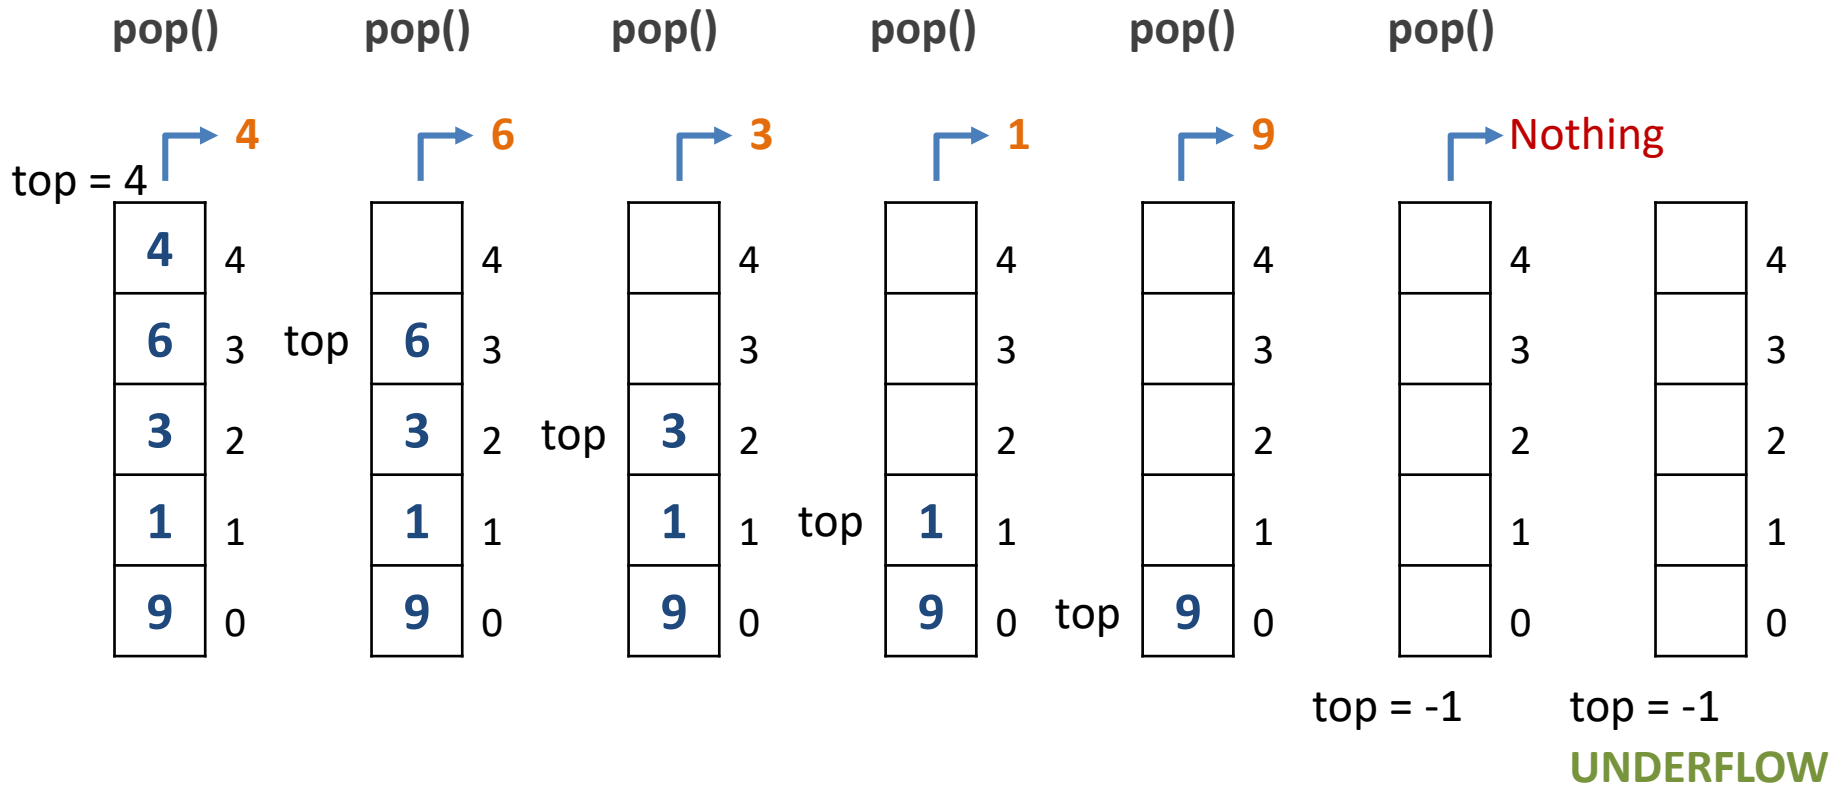 pop() pop() pop() pop() pop() pop()
4 6 3 1 9 Nothing
top = 4
4 4 4 4 4 4 4 4
6 3 top 6 3 3 3 3 3 3
3 2 3 2 top 3 2 2 2 2 2
1 1 1 1 1 1 top 1 1 1 1 1
9 0 9 0 9 0 9 0 top 9 0 0 0
top = -1 top = -1
UNDERFLOW